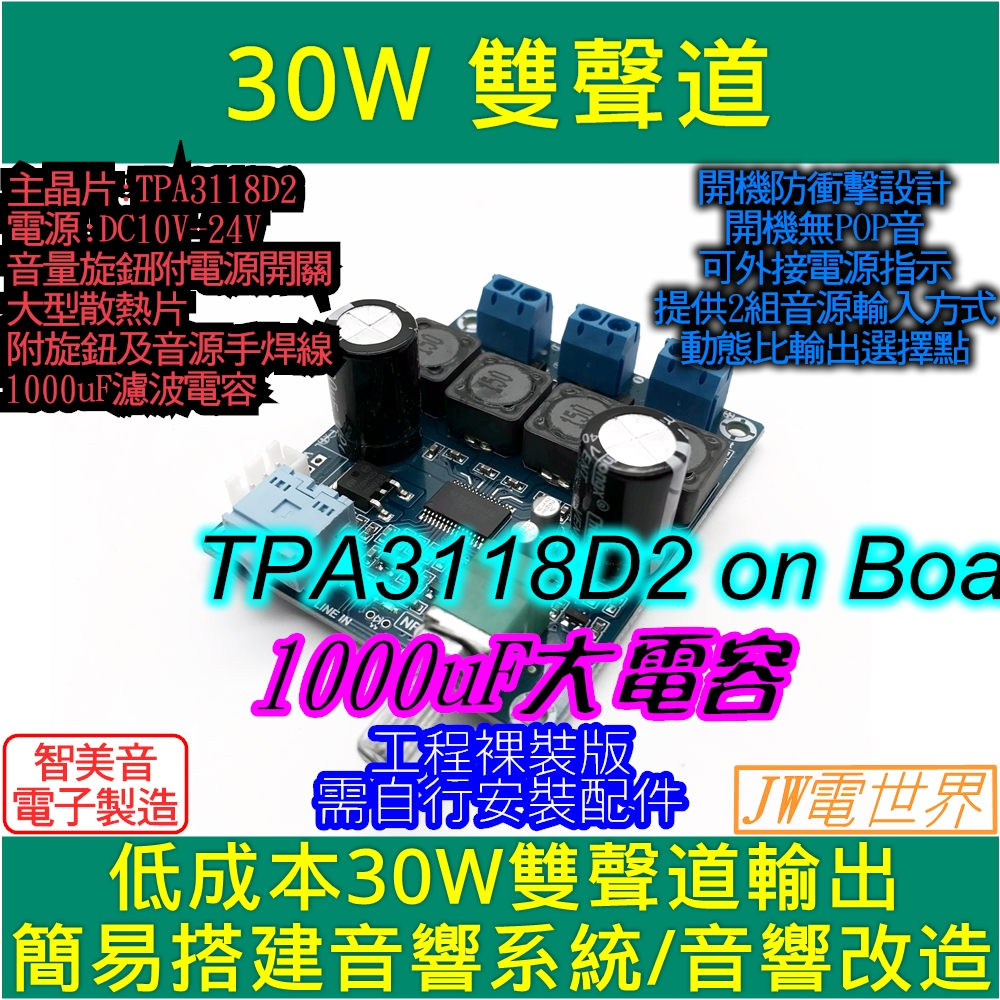 30W 雙聲道
主晶片:TPA3118D2
電源:DC10V-24V
音量旋鈕附電源開關
大型散熱片
附旋鈕及音源手焊線
1000uF濾波電容
開機防衝擊設計
開機無POP音
可外接電源指示
提供2組音源輸入方式
動態比輸出選擇點
150
150
150
LINE IN
TPA3118D2 on Boa
1000uF大電容
工程裸裝版
需自行安裝配件
智美音
電子製造
JW電世界
低成本30W雙聲道輸出
簡易搭建音響系統/音響改造